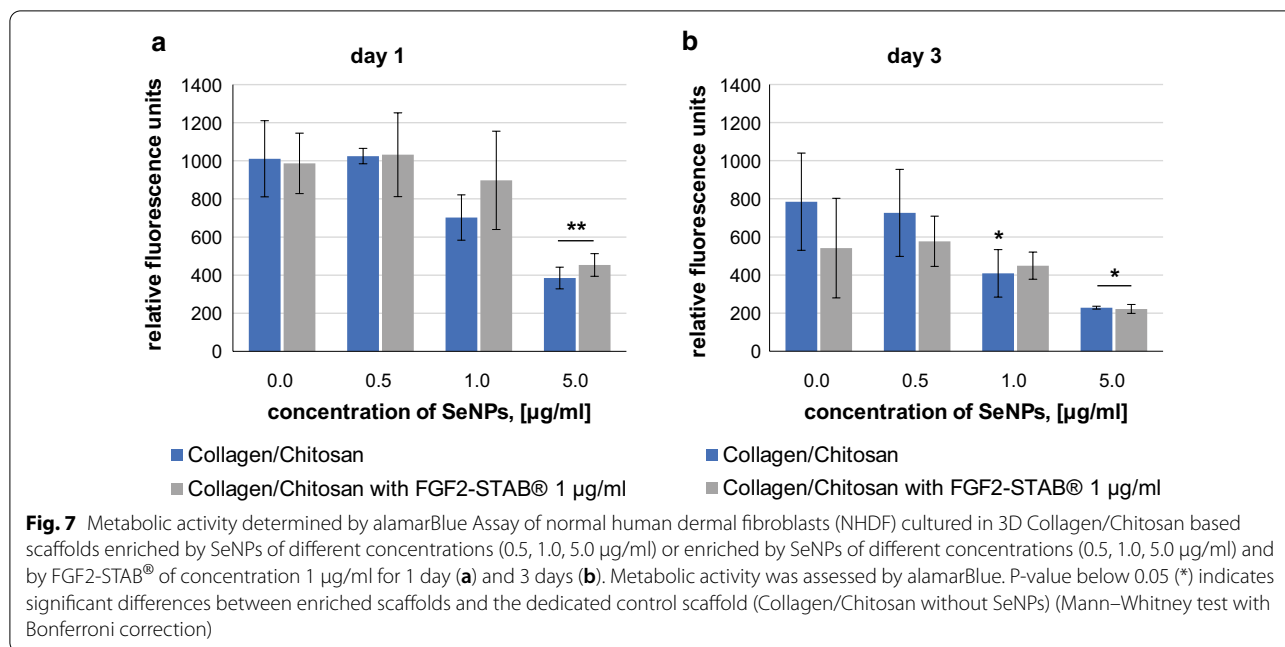 a
day 1
relative fluorescence units
1400
1200
1000
800
600
400
200
0
**
0.0 0.5 1.0 5.0
concentration of SeNPs, [µg/ml]
Collagen/Chitosan
Collagen/Chitosan with FGF2-STAB® 1 µg/ml
b
day 3
relative fluorescence units
1400
1200
1000
800
600
400
200
0
*
*
0.0 0.5 1.0 5.0
concentration of SeNPs, [µg/ml]
Collagen/Chitosan
Collagen/Chitosan with FGF2-STAB® 1 µg/ml
Fig. 7 Metabolic activity determined by alamarBlue Assay of normal human dermal fibroblasts (NHDF) cultured in 3D Collagen/Chitosan based
scaffolds enriched by SeNPs of different concentrations (0.5, 1.0, 5.0 µg/ml) or enriched by SeNPs of different concentrations (0.5, 1.0, 5.0 µg/ml) and
by FGF2-STAB® of concentration 1 µg/ml for 1 day (a) and 3 days (b). Metabolic activity was assessed by alamarBlue. P-value below 0.05 (*) indicates
significant differences between enriched scaffolds and the dedicated control scaffold (Collagen/Chitosan without SeNPs) (Mann–Whitney test with
Bonferroni correction)